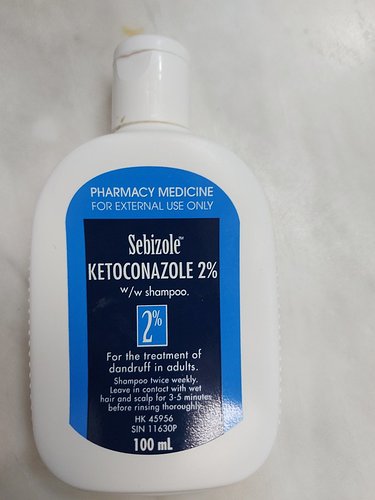 PHARMACY MEDICINE
FOR EXTERNAL USE ONLY
Sebizole™
KETOCONAZOLE 2%
w/w shampoo.
2%
For the treatment of
dandruff in adults.
Shampoo twice weekly.
Leave in contact with wet
hair and scalp for 3-5 minutes
before rinsing thoroughly.
HK 45956
SIN 11630P
100 mL